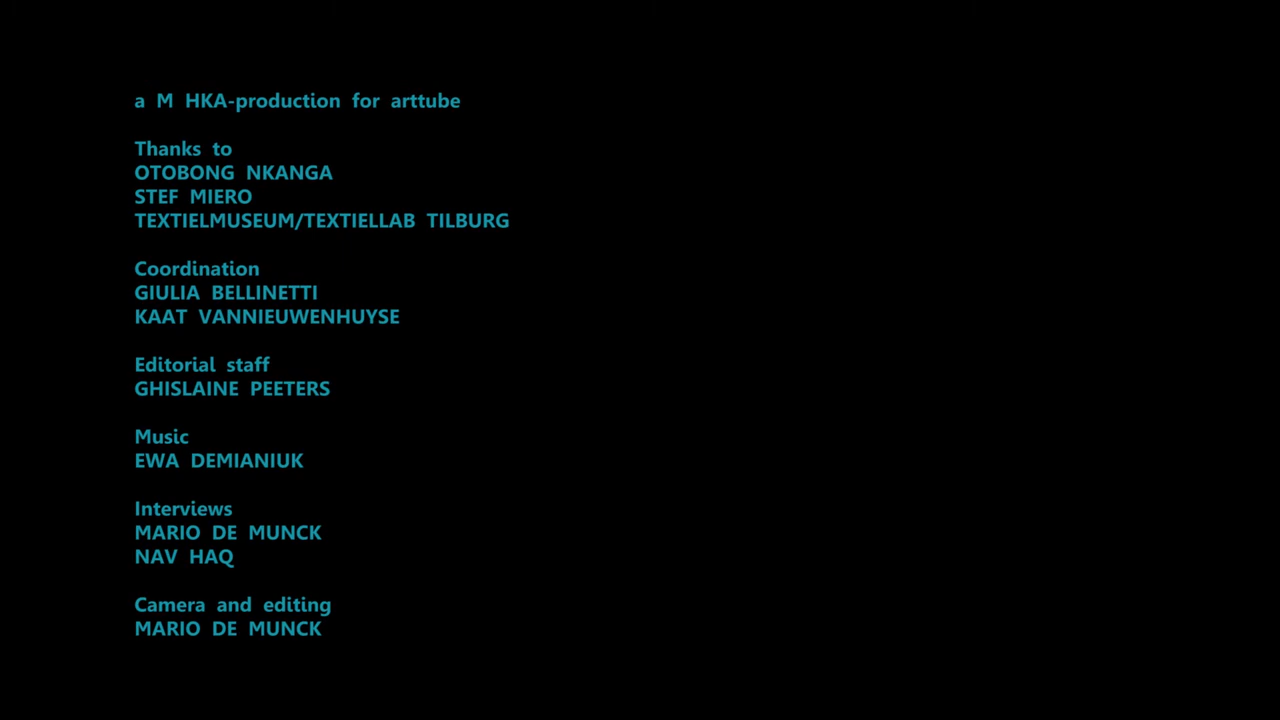 a M HKA-production for arttube
Thanks to
OTOBONG NKANGA
STEF MIERO
TEXTIELMUSEUM/TEXTIELLAB TILBURG
Coordination
GIULIA BELLINETTI
KAAT VANNIEUWENHUYSE
Editorial staff
GHISLAINE PEETERS
Music
EWA DEMIANIUK
Interviews
MARIO DE MUNCK
NAV HAQ
Camera and editing
MARIO DE MUNCK